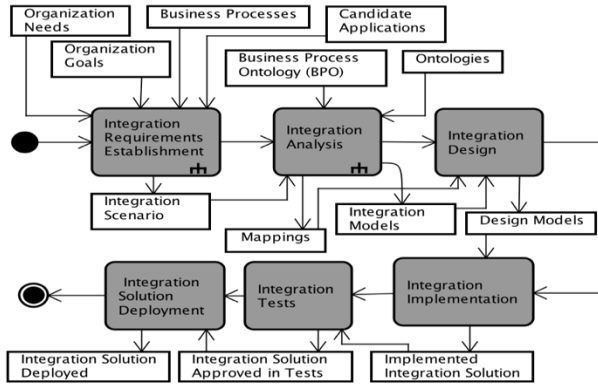 Organization
Needs
Business Processes
Candidate
Applications
Organization
Goals
Business Process
Ontology (BPO)
Ontologies
Integration
Requirements
Establishment
Integration
Analysis
Integration
Design
Integration
Scenario
Mappings
Integration
Models
Design Models
Integration
Solution
Deployment
Integration
Tests
Integration
Implementation
Integration Solution
Deployed
Integration Solution
Approved in Tests
Implemented
Integration Solution